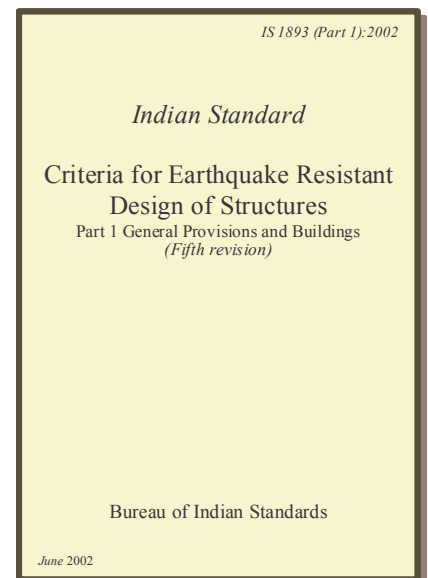 IS 1893 (Part 1):2002
Indian Standard
Criteria for Earthquake Resistant
Design of Structures
Part 1 General Provisions and Buildings
(Fifth revision)
Bureau of Indian Standards
June 2002